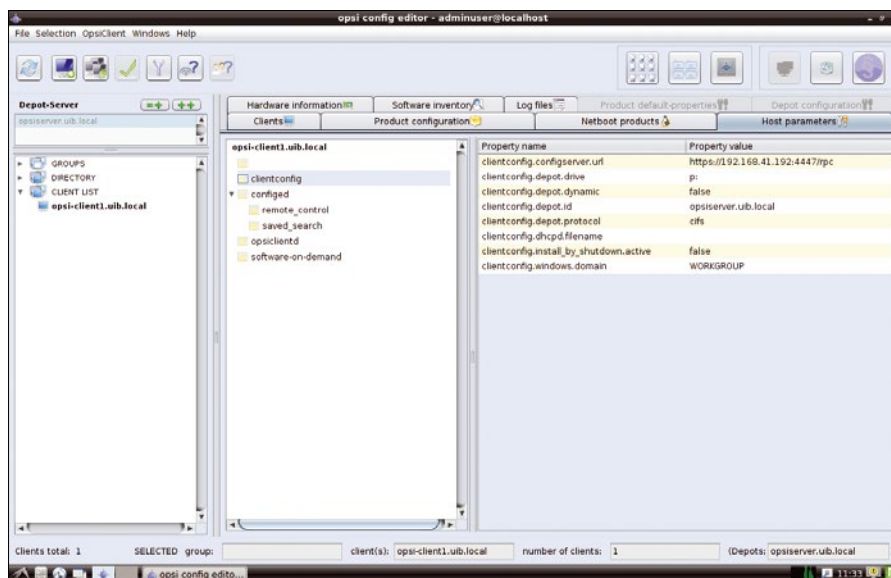 opsi config editor - adminuser@localhost
File Selection OpsiClient Windows Help
Depot-Server
opsiserver.uib.local
GROUPS
DIRECTORY
CLIENT LIST
opsi-client1.uib.local
Hardware information
Software inventory
Log files
Product default-properties
Depot configuration
Clients
Product configuration
Netboot products
Host parameters
opsi-client1.uib.local
clientconfig
configed
remote_control
saved_search
opsiclientd
software-on-demand
Property name Property value
clientconfig.configserver.url https://192.168.41.192:4447/rpc
clientconfig.depot.drive p:
clientconfig.depot.dynamic false
clientconfig.depot.id opsiserver.uib.local
clientconfig.depot.protocol cifs
clientconfig.dhcpd.filename
clientconfig.install_by_shutdown.active false
clientconfig.windows.domain WORKGROUP
Clients total: 1 SELECTED group: client(s): opsi-client1.uib.local number of clients: 1 (Depots: opsiserver.uib.local
opsi config edito... 11:33